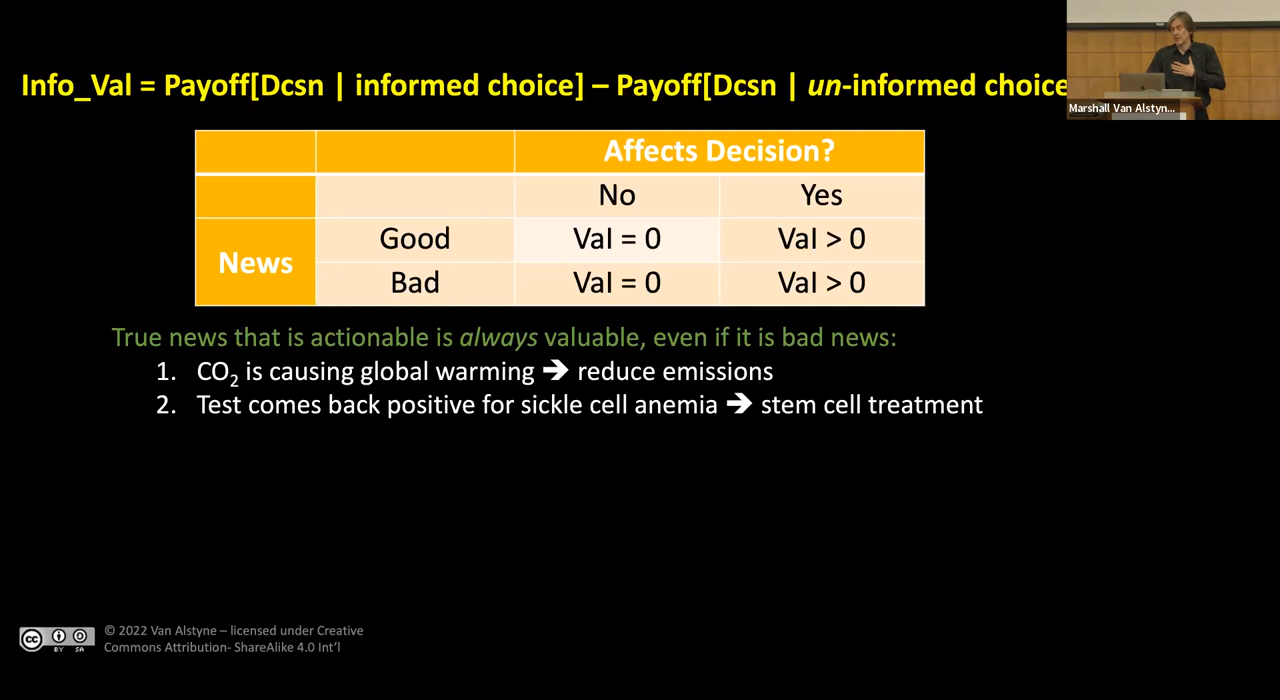 Info_Val = Payoff[Dcsn | informed choice] – Payoff[Dcsn | un-informed choice
Marshall Van Alstyn...
Affects Decision?
No Yes
News
Good Val = 0 Val > 0
Bad Val = 0 Val > 0
True news that is actionable is always valuable, even if it is bad news:
1. CO2 is causing global warming ➔ reduce emissions
2. Test comes back positive for sickle cell anemia ➔ stem cell treatment
cc BY SA
© 2022 Van Alstyne – licensed under Creative
Commons Attribution- ShareAlike 4.0 Int'l